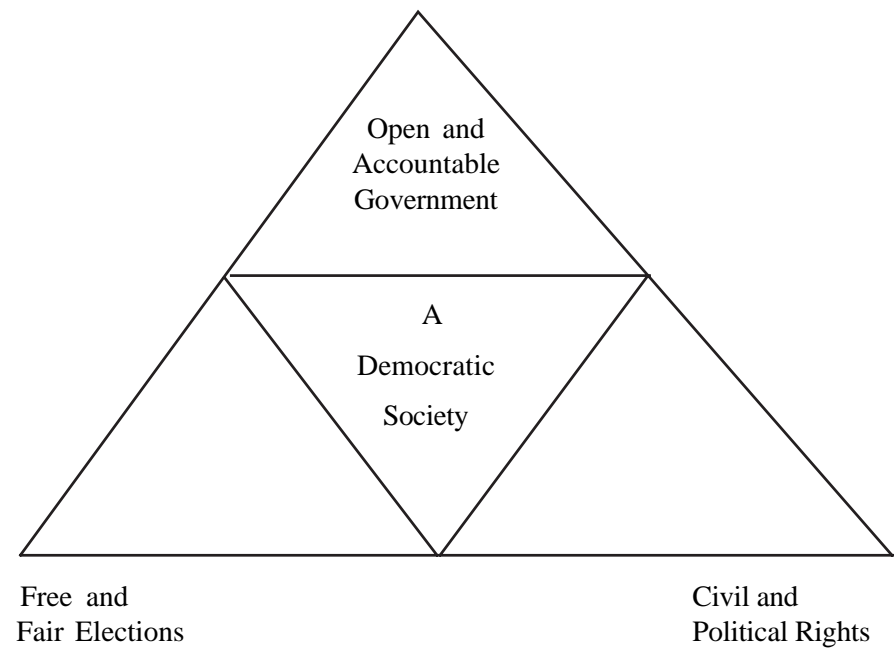 Open and
Accountable
Government
A
Democratic
Society
Free and
Fair Elections
Civil and
Political Rights